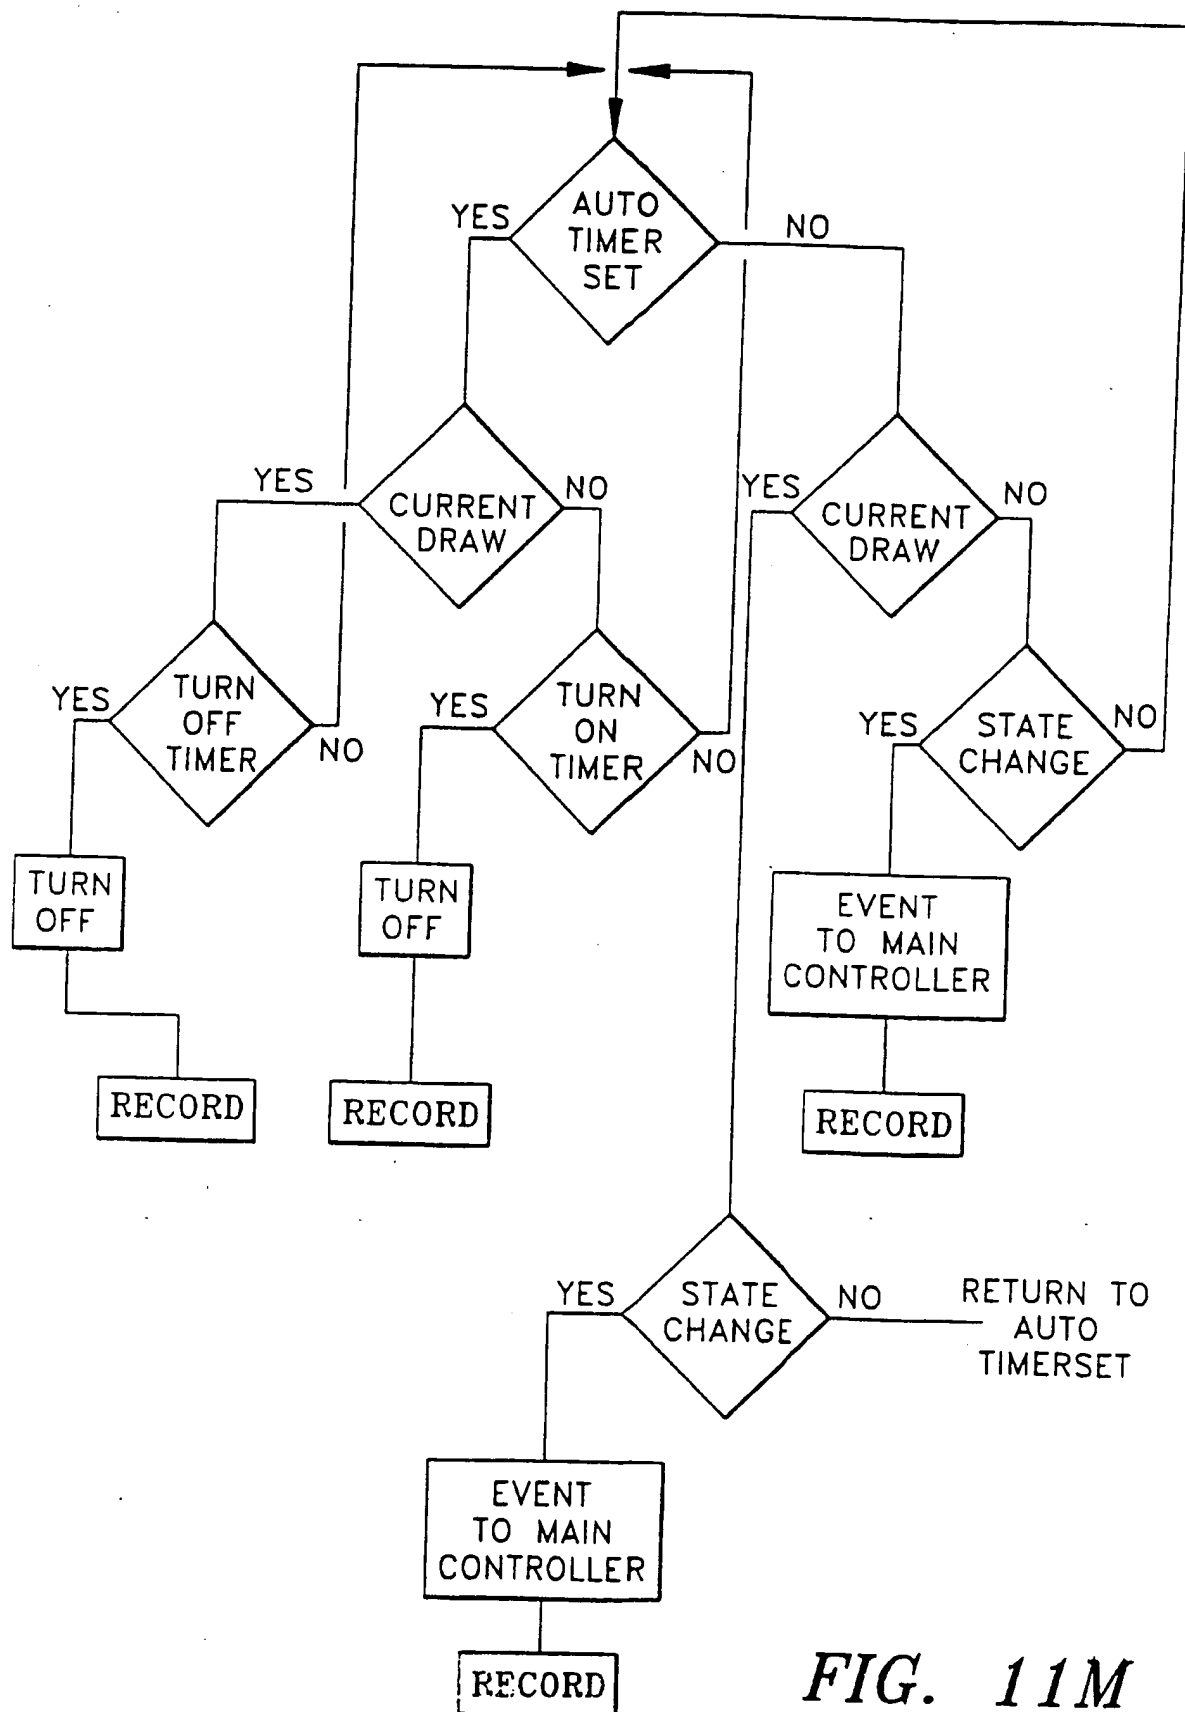 AUTO
TIMER
SET
YES
NO
CURRENT
DRAW
YES
NO
CURRENT
DRAW
YES
NO
TURN
OFF
TIMER
YES
NO
TURN
ON
TIMER
YES
NO
STATE
CHANGE
YES
NO
TURN
OFF
TURN
OFF
EVENT
TO MAIN
CONTROLLER
RECORD
RECORD
RECORD
STATE
CHANGE
YES
NO
RETURN TO
AUTO
TIMERSET
EVENT
TO MAIN
CONTROLLER
RECORD
FIG. 11M